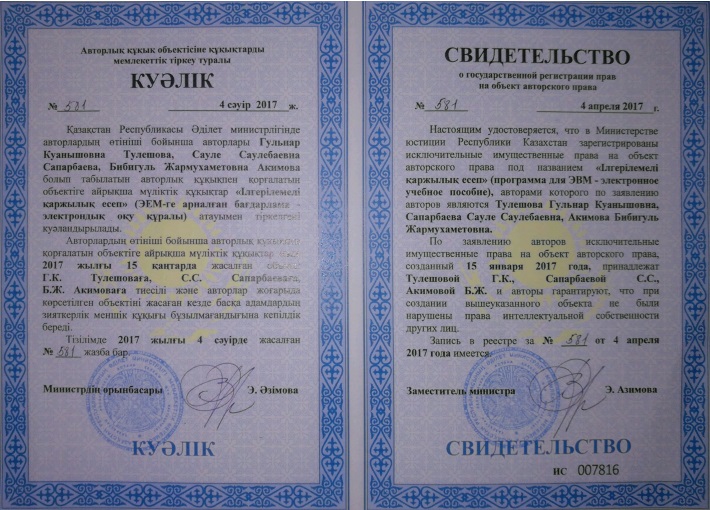 Авторлық құқық объектісіне құқықтарды
мемлекеттік тіркеу туралы
КУӘЛІК
№ 581 4 сәуір 2017 ж.
Қазақстан Республикасы Әділет министрлігінде
авторлардың өтініші бойынша авторлары Гульнар
Куанышовна Тулешова, Сауле Саулебаевна
Сапарбаева, Бибигуль Жармухаметовна Акимова
болып табылатын авторлық құқықпен қорғалатын
объектіге айрықша мүліктік құқықтар «Ілгерілемелі
қаржылық есеп» (ЭЕМ-ге арналған бағдарлама -
электрондық оқу құралы) атауымен тіркелгені
куәландырылады.
Авторлардың өтініші бойынша авторлық құқықпен
қорғалатын объектіге айрықша мүліктік құқықтар
2017 жылғы 15 қаңтарда жасалған объект
Г.К. Тулешоваға, С.С. Сапарбаеваға,
Б.Ж. Акимоваға тиесілі және авторлар жоғарыда
көрсетілген объектіні жасаған кезде басқа адамдардың
зияткерлік меншік құқығы бұзылмағандығына кепілдік
береді.
Тізілімде 2017 жылғы 4 сәуірде жасалған
№ 581 жазба бар.
Министрдің орынбасары Э. Әзімова
КУӘЛІК
СВИДЕТЕЛЬСТВО
о государственной регистрации прав
на объект авторского права
№ 581 4 апреля 2017 г.
Настоящим удостоверяется, что в Министерстве
юстиции Республики Казахстан зарегистрированы
исключительные имущественные права на объект
авторского права под названием «Ілгерілемелі
қаржылық есеп» (программа для ЭВМ - электронное
учебное пособие), авторами которого по заявлению
авторов являются Тулешова Гульнар Куанышовна,
Сапарбаева Сауле Саулебаевна, Акимова Бибигуль
Жармухаметовна.
По заявлению авторов исключительные
имущественные права на объект авторского права,
созданный 15 января 2017 года, принадлежат
Тулешовой Г.К., Сапарбаевой С.С.,
Акимовой Б.Ж. и авторы гарантируют, что при
создании вышеуказанного объекта не были
нарушены права интеллектуальной собственности
других лиц.
Запись в реестре за № 581 от 4 апреля
2017 года имеется.
Заместитель министра Э. Азимова
СВИДЕТЕЛЬСТВО
ИС 007816